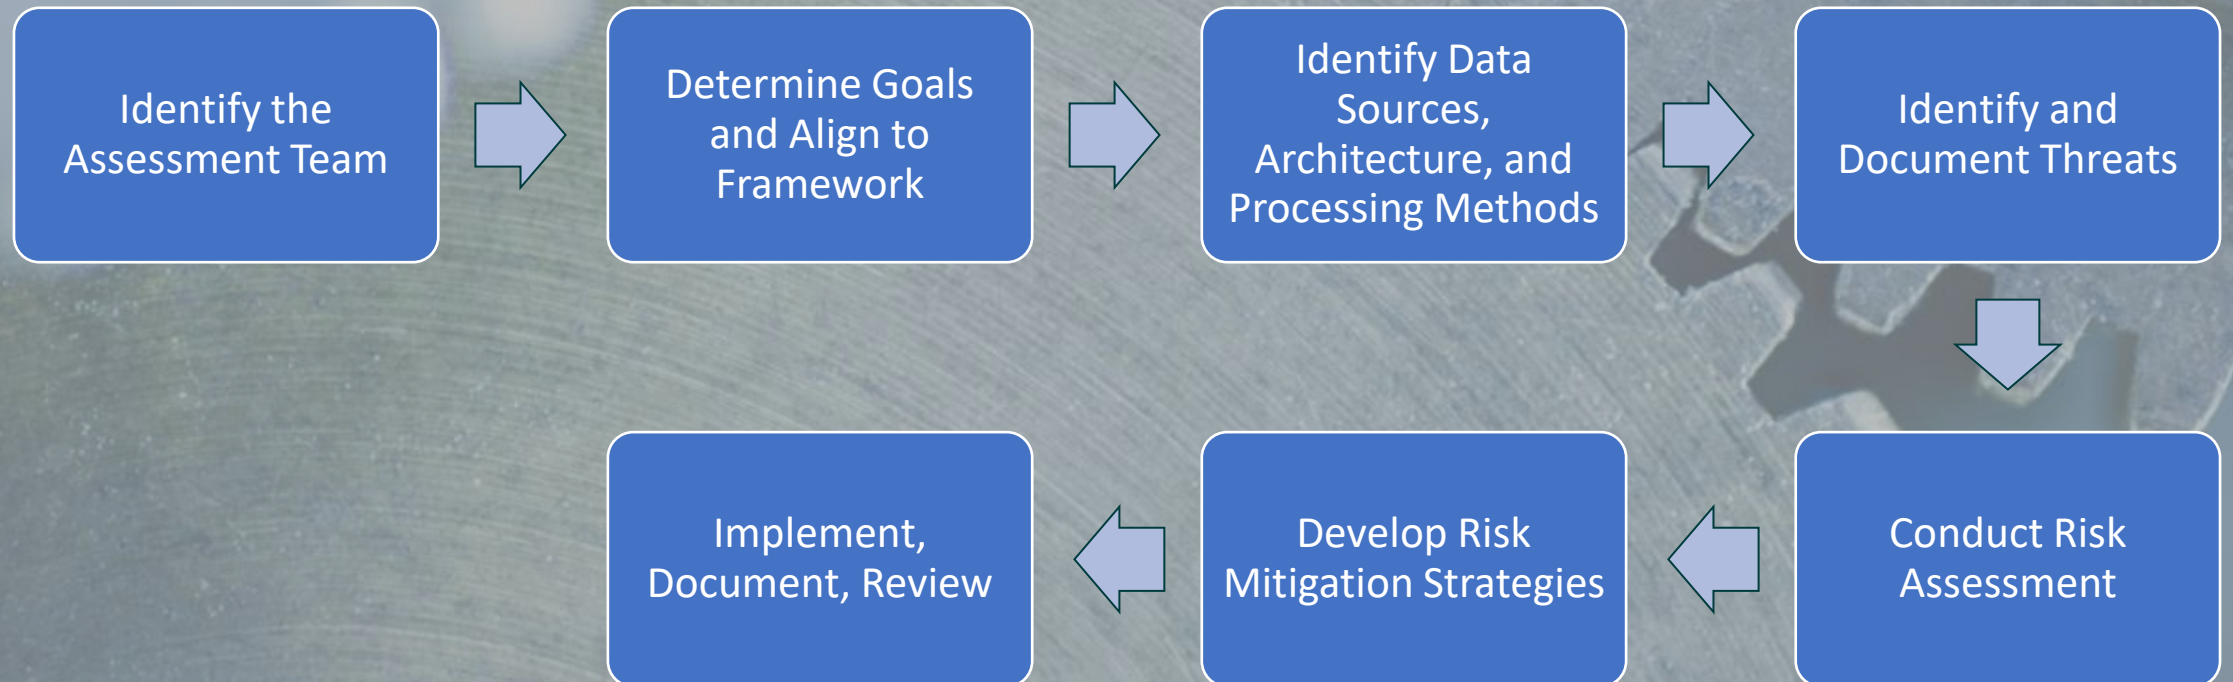 Identify the
Assessment Team
Determine Goals
and Align to
Framework
Identify Data
Sources,
Architecture, and
Processing Methods
Identify and
Document Threats
Conduct Risk
Assessment
Develop Risk
Mitigation Strategies
Implement,
Document, Review